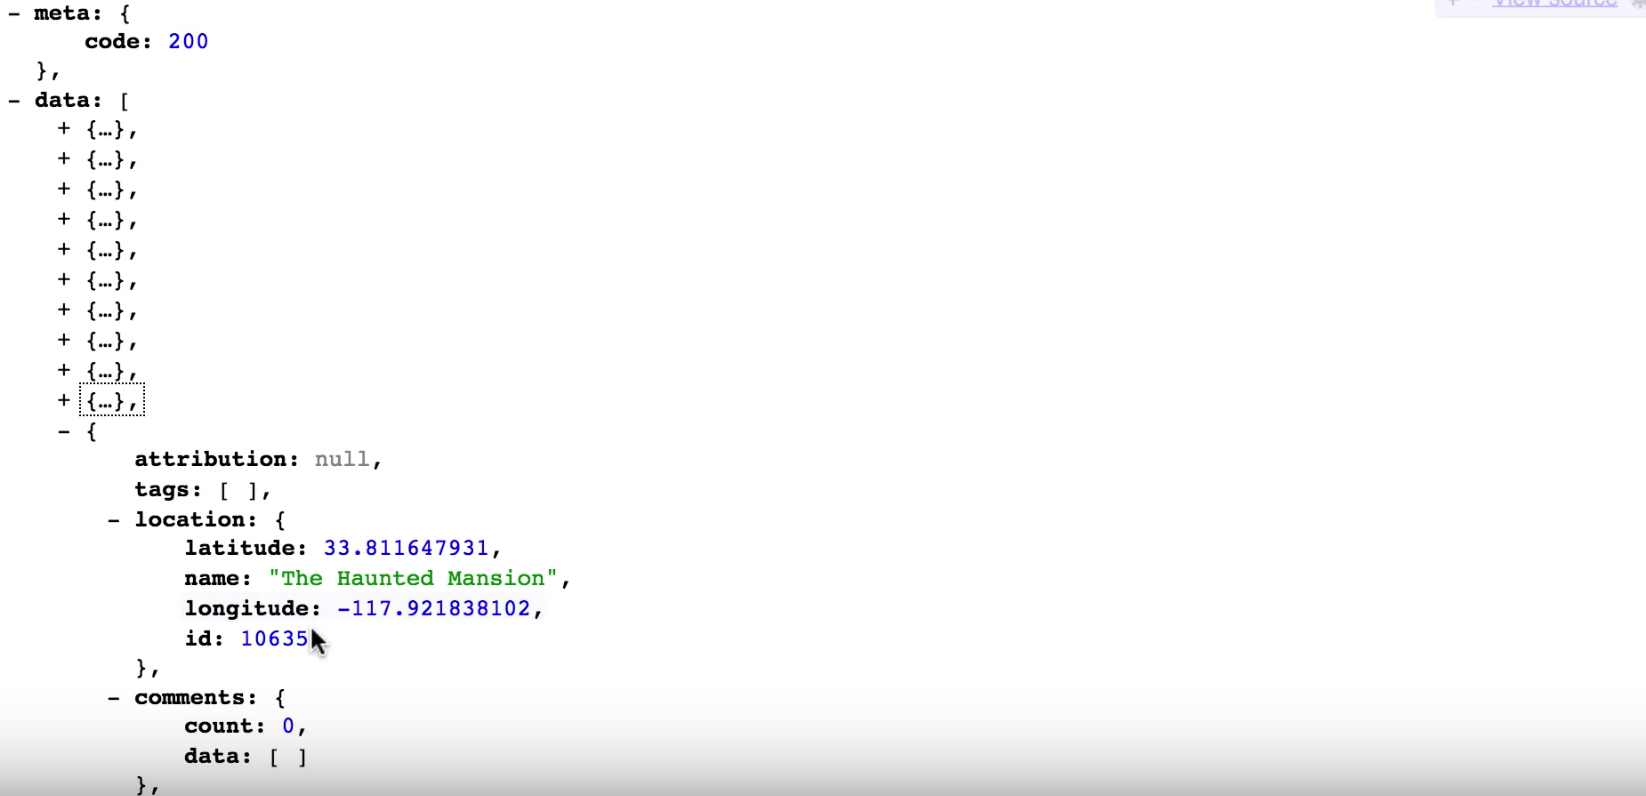 - meta: {
code: 200
},
- data: [
+ {…},
+ {…},
+ {…},
+ {…},
+ {…},
+ {…},
+ {…},
+ {…},
+ {…},
+ {…},
- {
attribution: null,
tags: [ ],
- location: {
latitude: 33.811647931,
name: "The Haunted Mansion",
longitude: -117.921838102,
id: 10635
},
- comments: {
count: 0,
data: [ ]
},